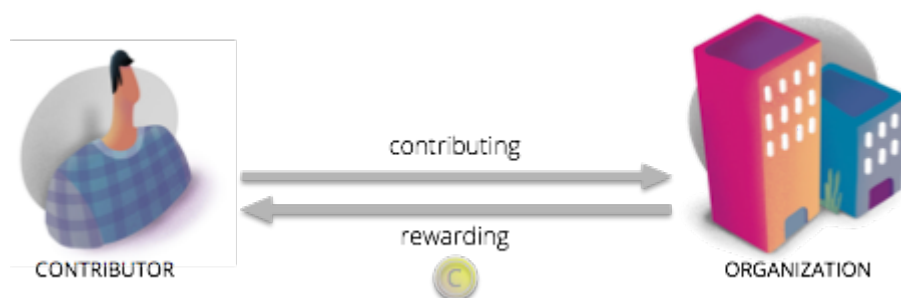 contributing
rewarding
C
CONTRIBUTOR
ORGANIZATION